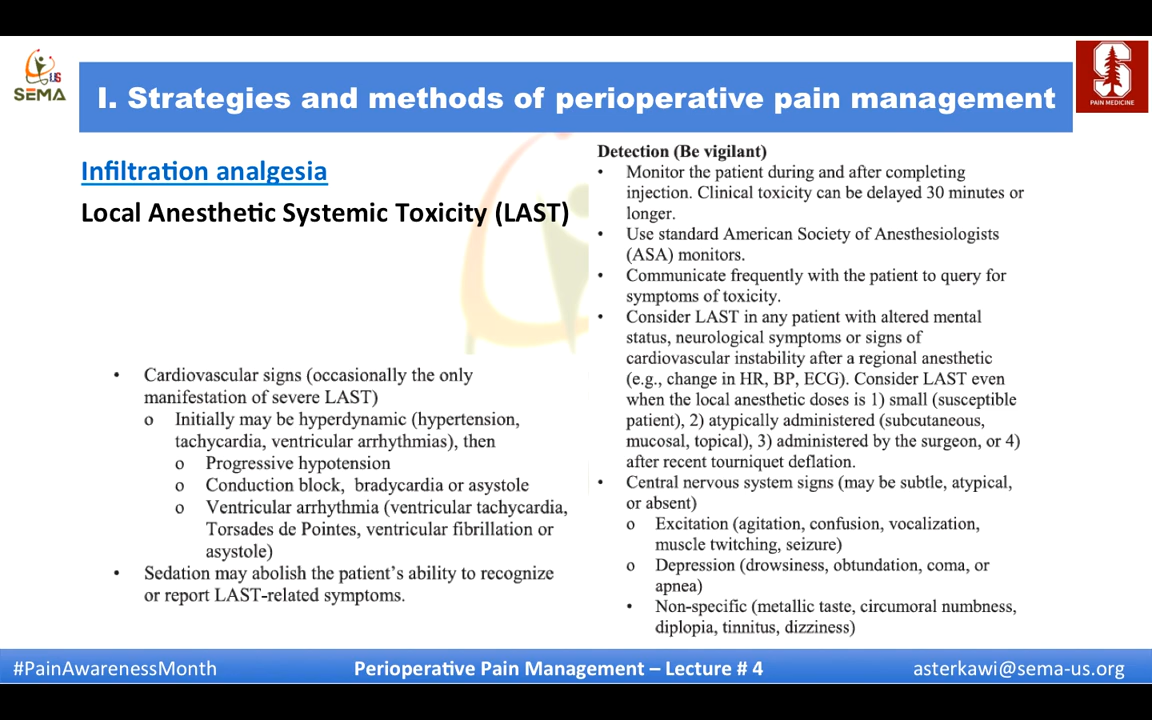 US
SEMA
I. Strategies and methods of perioperative pain management
PAIN MEDICINE
Infiltration analgesia
Local Anesthetic Systemic Toxicity (LAST)
• Cardiovascular signs (occasionally the only
manifestation of severe LAST)
o Initially may be hyperdynamic (hypertension,
tachycardia, ventricular arrhythmias), then
o Progressive hypotension
o Conduction block, bradycardia or asystole
o Ventricular arrhythmia (ventricular tachycardia,
Torsades de Pointes, ventricular fibrillation or
asystole)
• Sedation may abolish the patient's ability to recognize
or report LAST-related symptoms.
Detection (Be vigilant)
• Monitor the patient during and after completing
injection. Clinical toxicity can be delayed 30 minutes or
longer.
• Use standard American Society of Anesthesiologists
(ASA) monitors.
• Communicate frequently with the patient to query for
symptoms of toxicity.
• Consider LAST in any patient with altered mental
status, neurological symptoms or signs of
cardiovascular instability after a regional anesthetic
(e.g., change in HR, BP, ECG). Consider LAST even
when the local anesthetic doses is 1) small (susceptible
patient), 2) atypically administered (subcutaneous,
mucosal, topical), 3) administered by the surgeon, or 4)
after recent tourniquet deflation.
• Central nervous system signs (may be subtle, atypical,
or absent)
o Excitation (agitation, confusion, vocalization,
muscle twitching, seizure)
o Depression (drowsiness, obtundation, coma, or
apnea)
• Non-specific (metallic taste, circumoral numbness,
diplopia, tinnitus, dizziness)
#PainAwarenessMonth
Perioperative Pain Management – Lecture # 4
asterkawi@sema-us.org